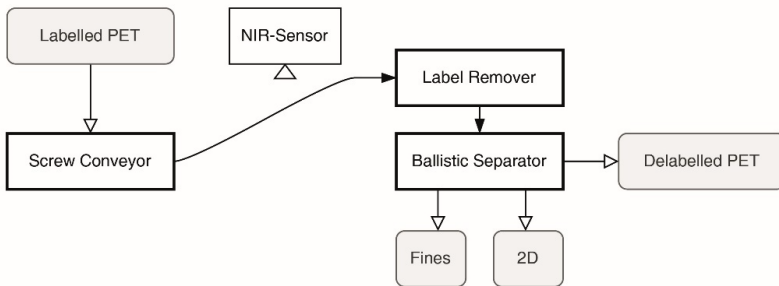 Labelled PET
NIR-Sensor
Label Remover
Screw Conveyor
Ballistic Separator
Delabelled PET
Fines
2D